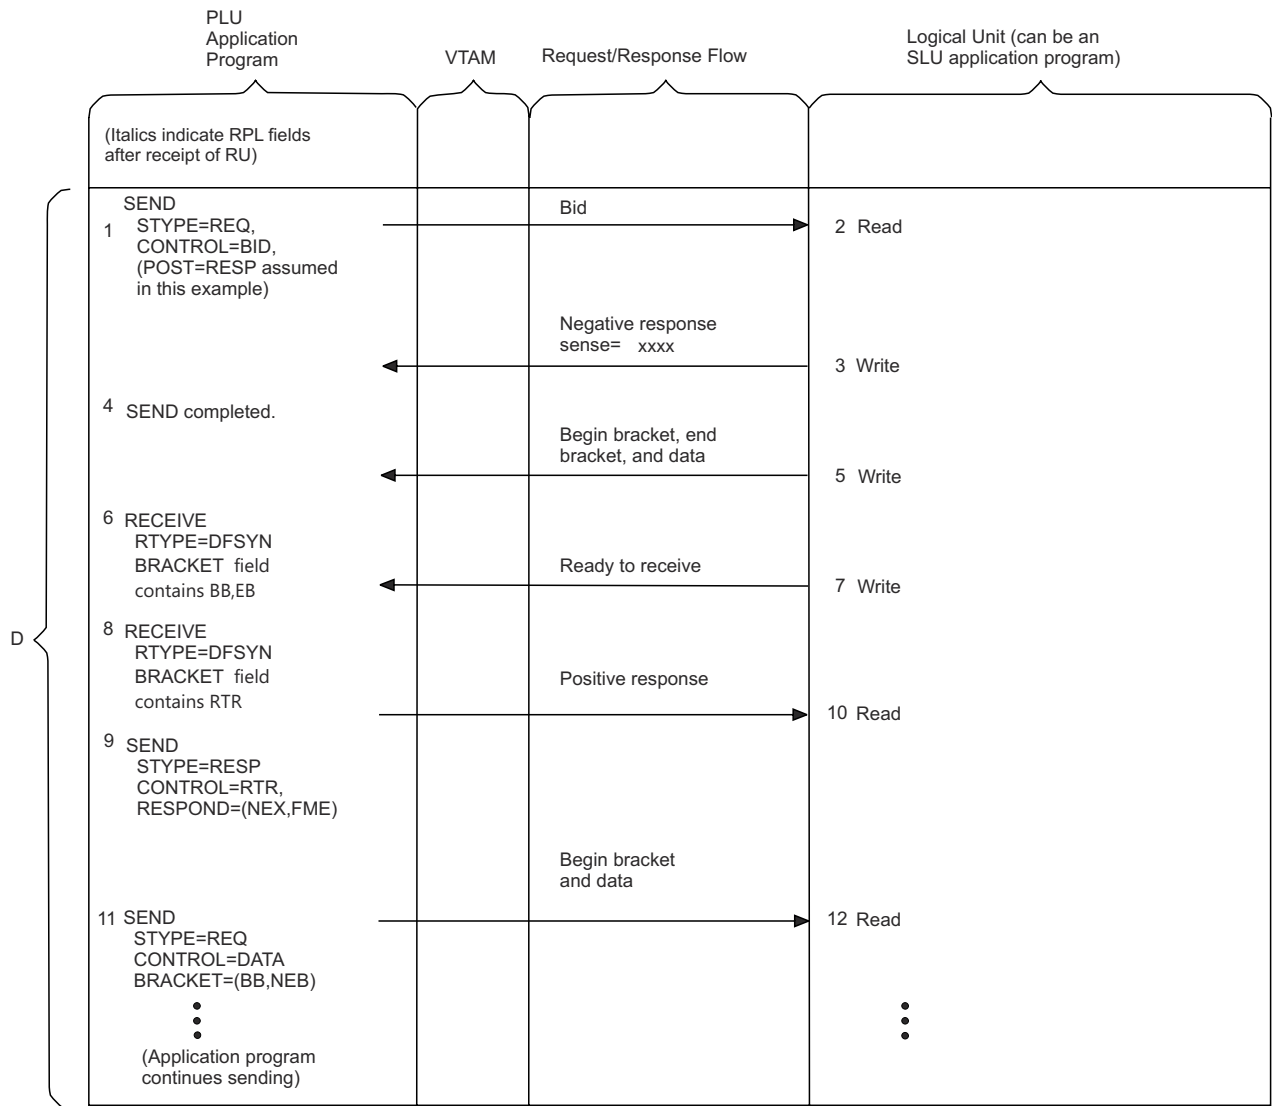 PLU
Application
Program
VTAM
Request/Response Flow
Logical Unit (can be an
SLU application program)
(Italics indicate RPL fields
after receipt of RU)
D
1 SEND
STYPE=REQ,
CONTROL=BID,
(POST=RESP assumed
in this example)
Bid
2 Read
Negative response
sense= xxxx
3 Write
4 SEND completed.
Begin bracket, end
bracket, and data
5 Write
6 RECEIVE
RTYPE=DFSYN
BRACKET field
contains BB,EB
Ready to receive
7 Write
8 RECEIVE
RTYPE=DFSYN
BRACKET field
contains RTR
Positive response
10 Read
9 SEND
STYPE=RESP
CONTROL=RTR,
RESPOND=(NEX,FME)
Begin bracket
and data
11 SEND
STYPE=REQ
CONTROL=DATA
BRACKET=(BB,NEB)
12 Read
(Application program
continues sending)